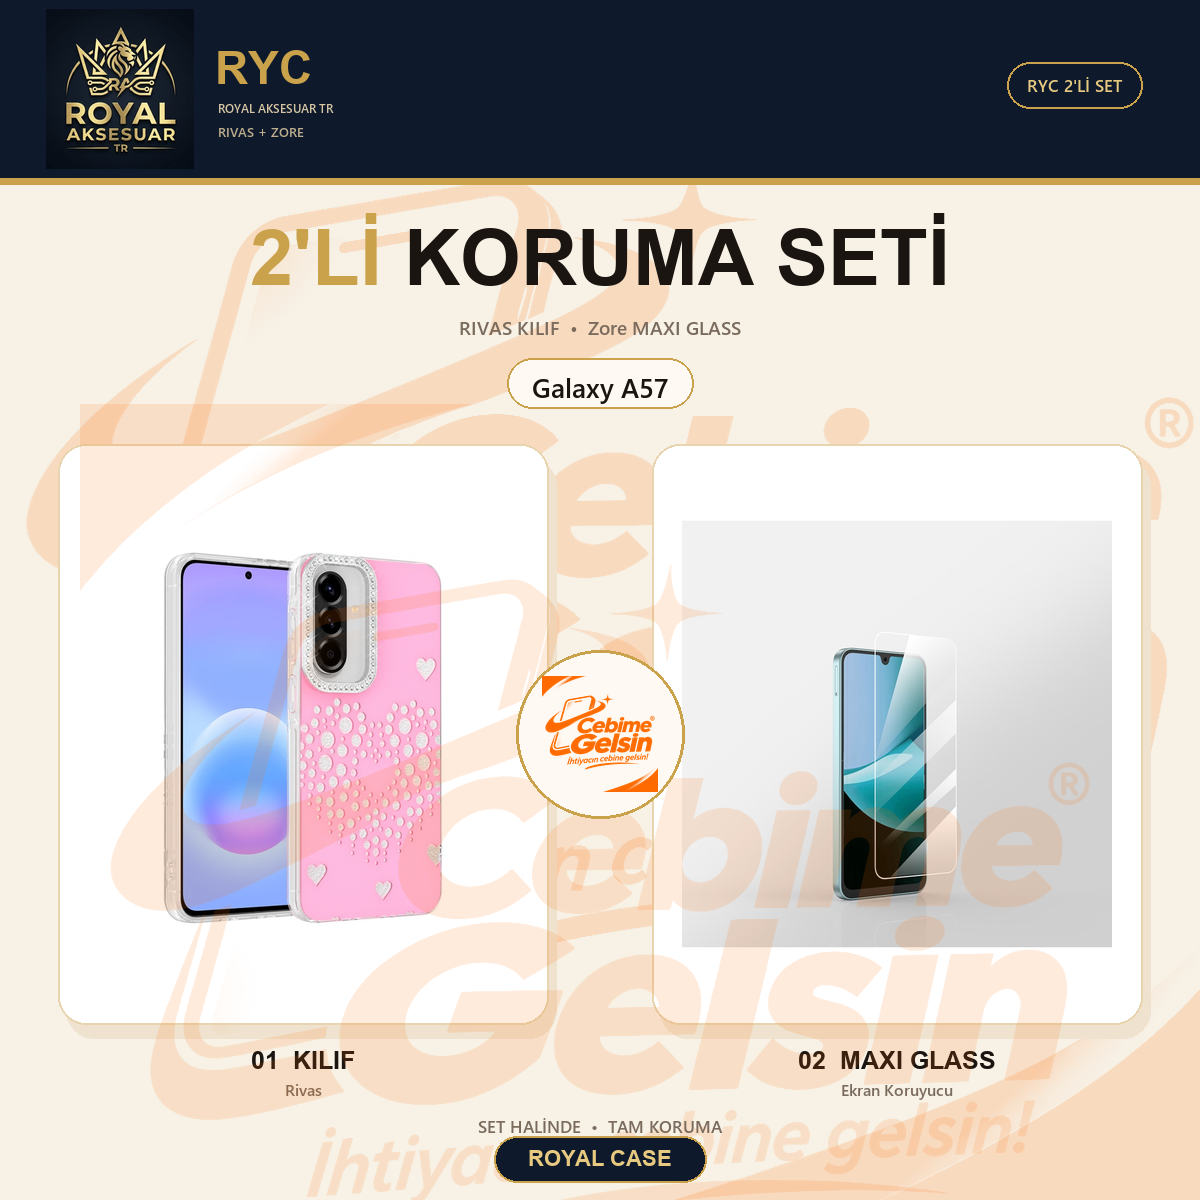 ROYAL
AKSESUAR
TR
RYC
ROYAL AKSESUAR TR
RIVAS + ZORE
RYC 2'Lİ SET
2'Lİ KORUMA SETİ
RIVAS KILIF • Zore MAXI GLASS
Galaxy A57
®
Cebime®
Gelsin
İhtiyacın cebine gelsin!
Cebime®
Gelsin
01 KILIF
Rivas
02 MAXI GLASS
Ekran Koruyucu
SET HALİNDE • TAM KORUMA
ROYAL CASE